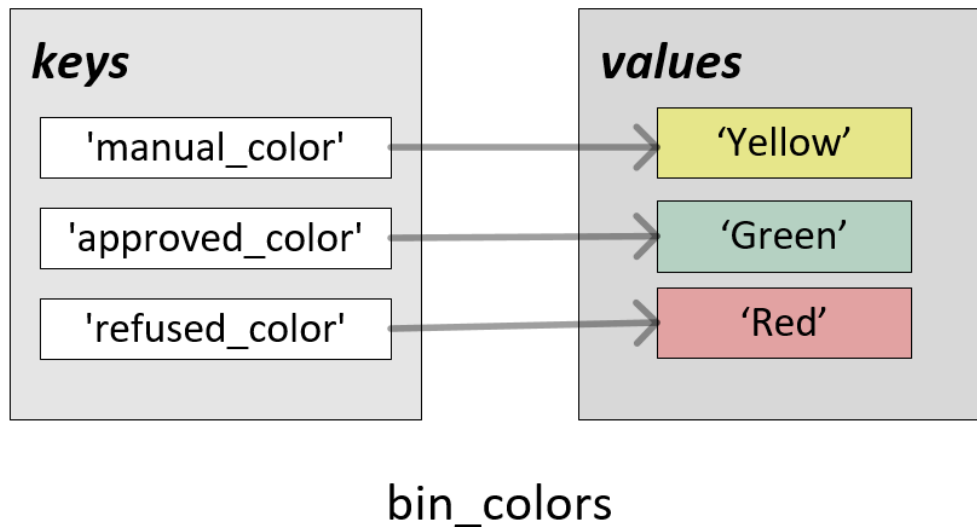 keys
values
'manual_color'
‘Yellow’
'approved_color'
‘Green’
'refused_color'
‘Red’
bin_colors